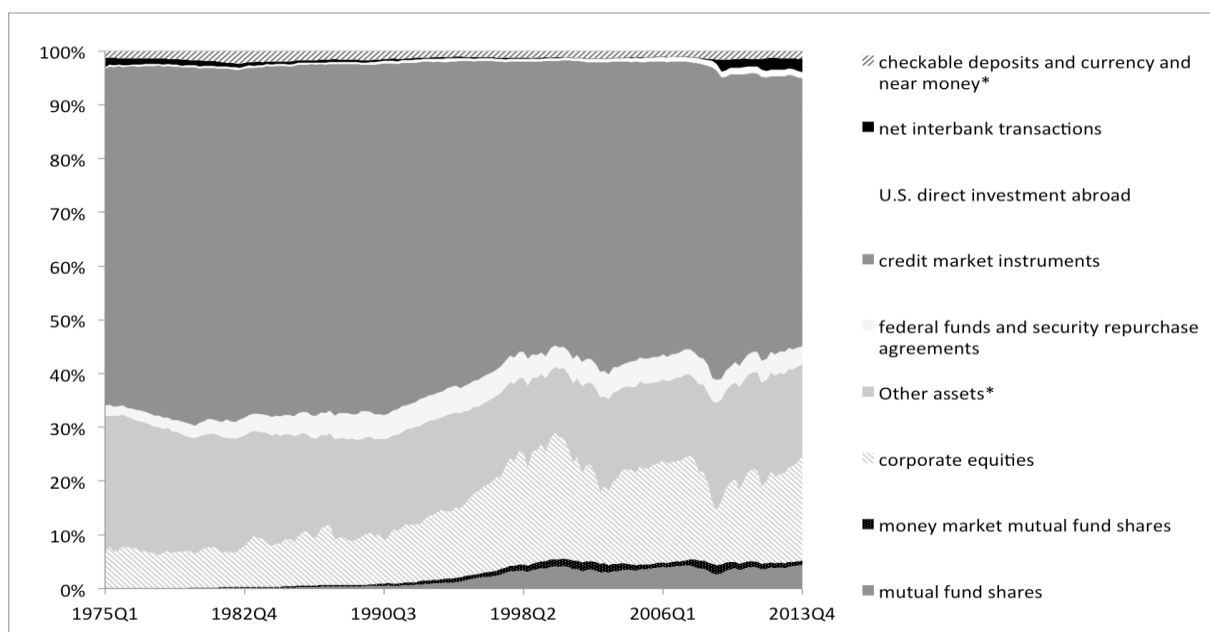 100%
90%
80%
70%
60%
50%
40%
30%
20%
10%
0%
1975Q1
1982Q4
1990Q3
1998Q2
2006Q1
2013Q4
checkable deposits and currency and
near money*
net interbank transactions
U.S. direct investment abroad
credit market instruments
federal funds and security repurchase
agreements
Other assets*
corporate equities
money market mutual fund shares
mutual fund shares